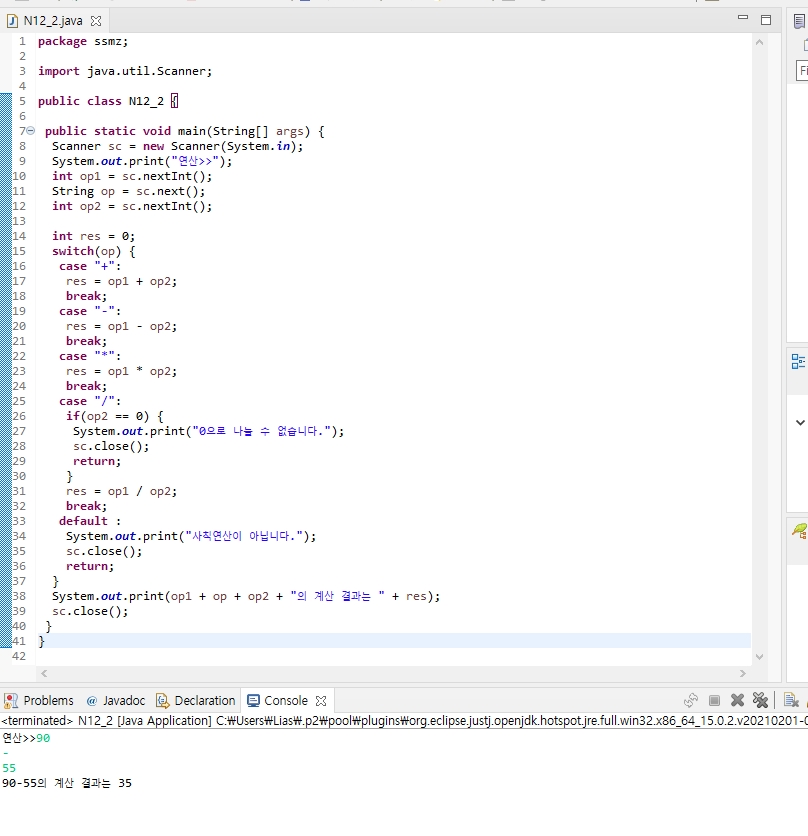 N12_2.java
1 package ssmz;
2
3 import java.util.Scanner;
4
5 public class N12_2 {
6
7 public static void main(String[] args) {
8 Scanner sc = new Scanner(System.in);
9 System.out.print("연산>>");
10 int op1 = sc.nextInt();
11 String op = sc.next();
12 int op2 = sc.nextInt();
13
14 int res = 0;
15 switch(op) {
16 case "+":
17 res = op1 + op2;
18 break;
19 case "-":
20 res = op1 - op2;
21 break;
22 case "*":
23 res = op1 * op2;
24 break;
25 case "/":
26 if(op2 == 0) {
27 System.out.print("0으로 나눌 수 없습니다.");
28 sc.close();
29 return;
30 }
31 res = op1 / op2;
32 break;
33 default :
34 System.out.print("사칙연산이 아닙니다.");
35 sc.close();
36 return;
37 }
38 System.out.print(op1 + op + op2 + "의 계산 결과는 " + res);
39 sc.close();
40 }
41 }
42
Fi
Problems @ Javadoc Declaration Console
<terminated> N12_2 [Java Application] C:₩Users₩Lias₩.p2₩pool₩plugins₩org.eclipse.justj.openjdk.hotspot.jre.full.win32.x86_64_15.0.2.v20210201-0
연산>>90
-
55
90-55의 계산 결과는 35